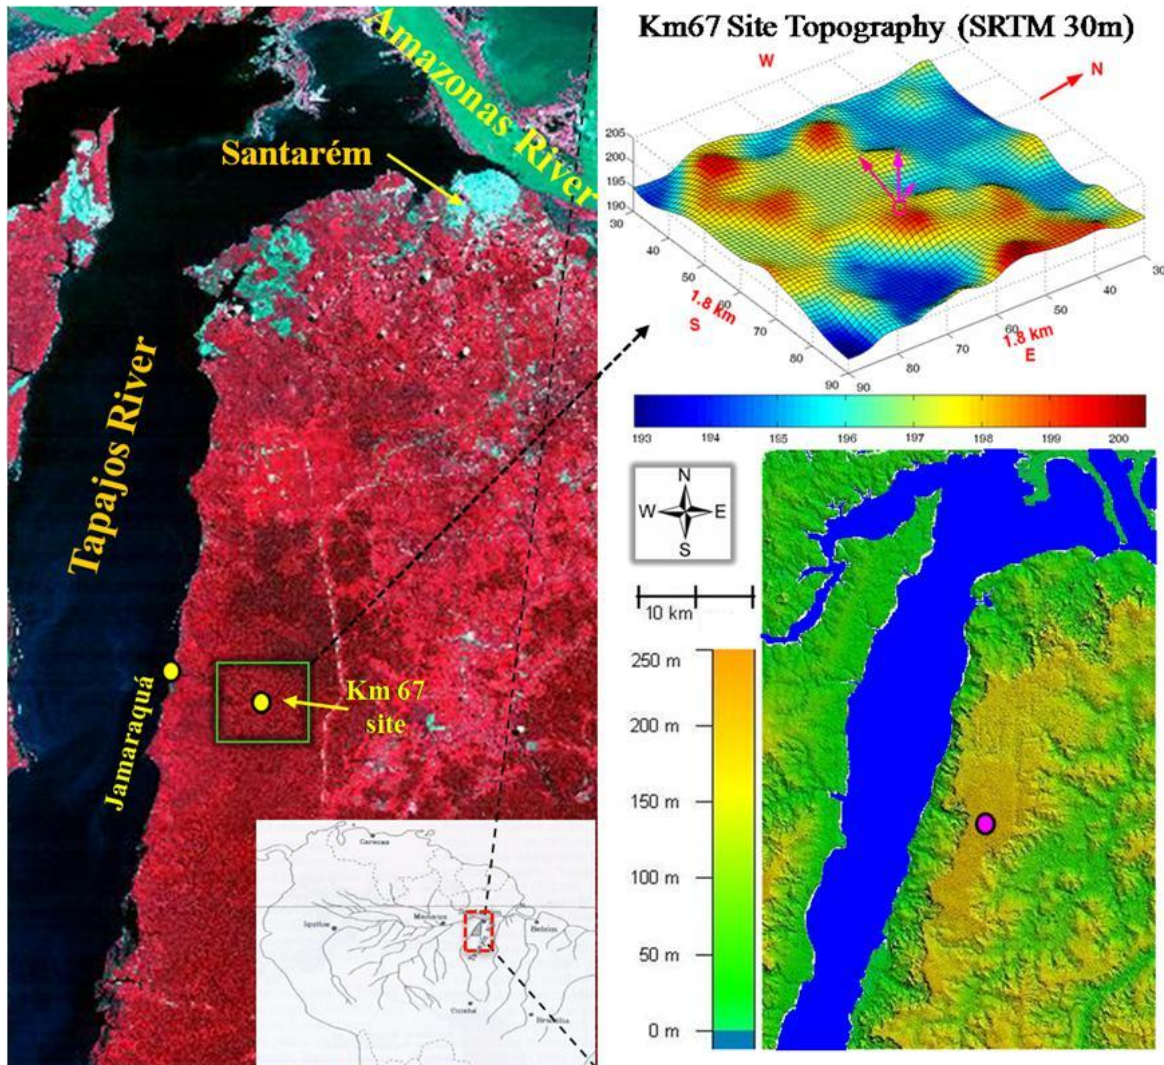 Amazonas River
Santarém
Tapajos River
Jamaraquá
Km 67
site
Caracas
Iquitos
Manaus
Belem
Cuiabá
Brasilia
Km67 Site Topography (SRTM 30m)
W
N
205
200
195
190
30
40
50
60
70
80
90
1.8 km
S
90
80
70
60
50
40
30
1.8 km
E
193
194
195
196
197
198
199
200
N
W
E
S
10 km
250 m
200 m
150 m
100 m
50 m
0 m